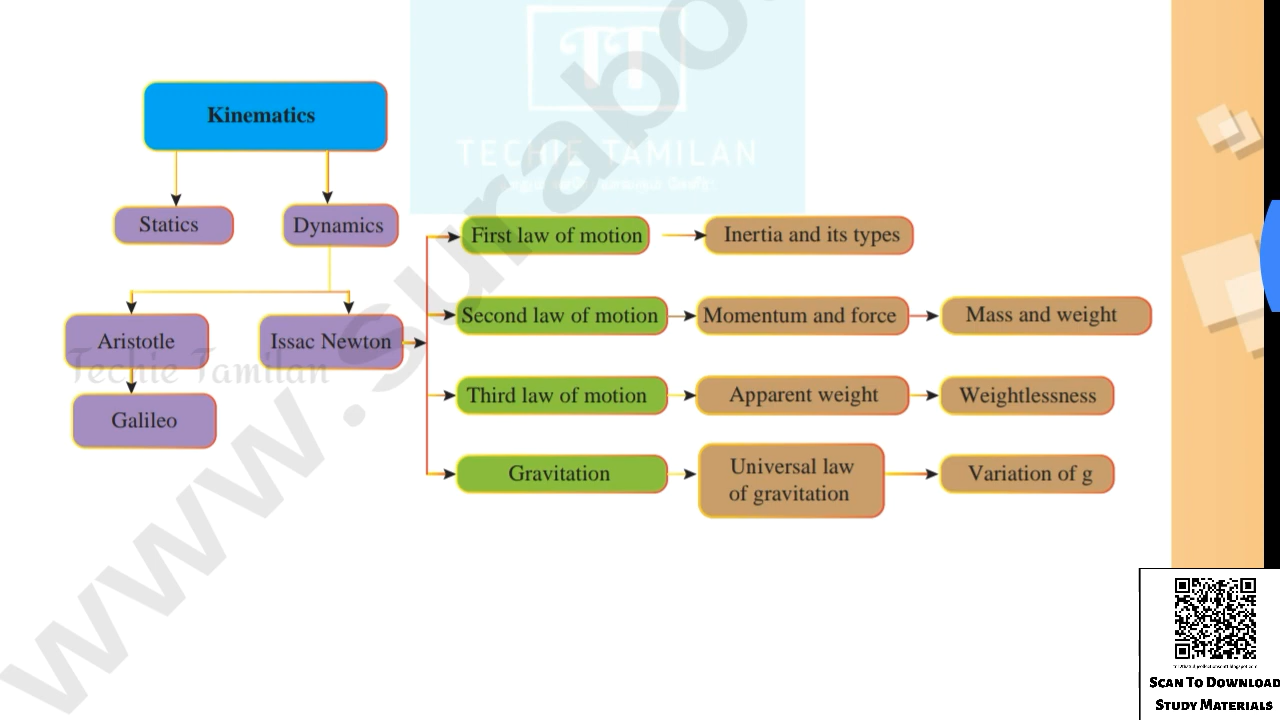 TECHIE TAMILAN
Kinematics
Statics
Dynamics
First law of motion
Inertia and its types
Second law of motion
Momentum and force
Mass and weight
Aristotle
Issac Newton
Techie Tamilan
Third law of motion
Apparent weight
Weightlessness
Galileo
Gravitation
Universal law
of gravitation
Variation of g
www.surabo
SCAN TO DOWNLOAD
STUDY MATERIALS